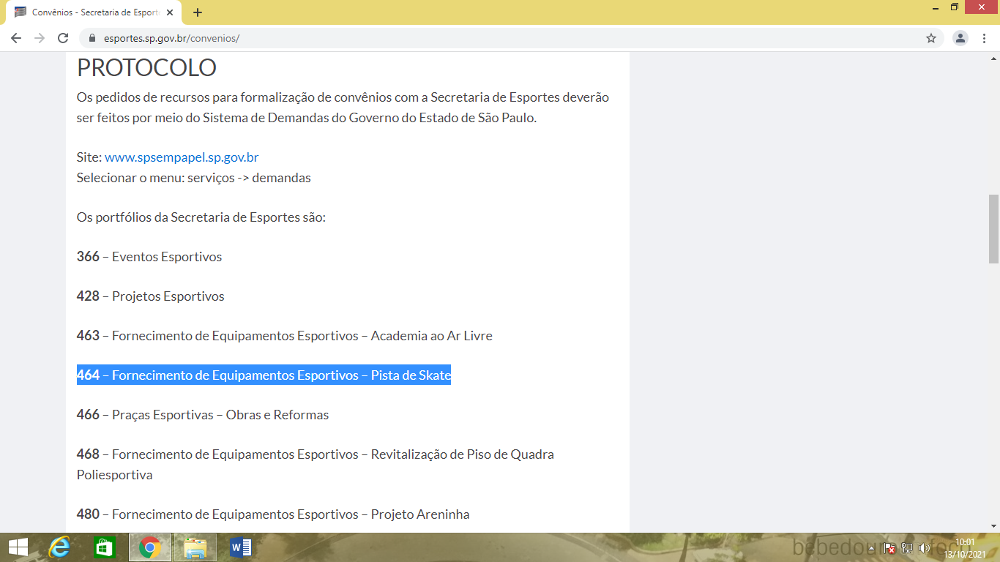 Convênios - Secretaria de Esport
esportes.sp.gov.br/convenios/
PROTOCOLO
Os pedidos de recursos para formalização de convênios com a Secretaria de Esportes deverão
ser feitos por meio do Sistema de Demandas do Governo do Estado de São Paulo.
Site: www.spsempapel.sp.gov.br
Selecionar o menu: serviços -> demandas
Os portfólios da Secretaria de Esportes são:
366 – Eventos Esportivos
428 – Projetos Esportivos
463 – Fornecimento de Equipamentos Esportivos – Academia ao Ar Livre
464 – Fornecimento de Equipamentos Esportivos – Pista de Skate
466 – Praças Esportivas – Obras e Reformas
468 – Fornecimento de Equipamentos Esportivos – Revitalização de Piso de Quadra
Poliesportiva
480 – Fornecimento de Equipamentos Esportivos – Projeto Areninha
10:01
13/10/2021